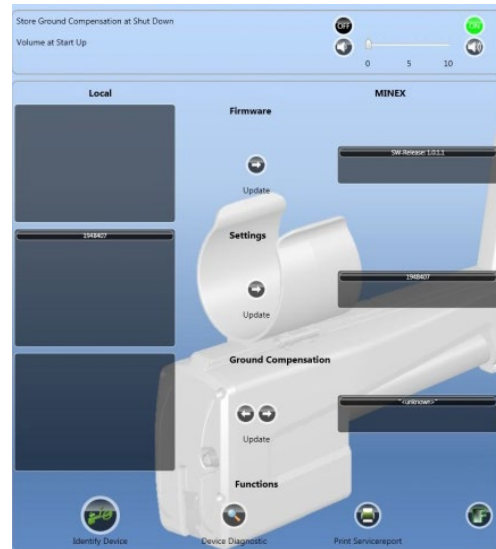 Store Ground Compensation at Shut Down
OFF
ON
Volume at Start Up
0 5 10
Local
MINEX
Firmware
SW-Release: 1.0.1.1
Update
1948407
Settings
1948407
Update
Ground Compensation
"<unknown>"
Update
Functions
Identify Device
Device Diagnostic
Print Servicereport